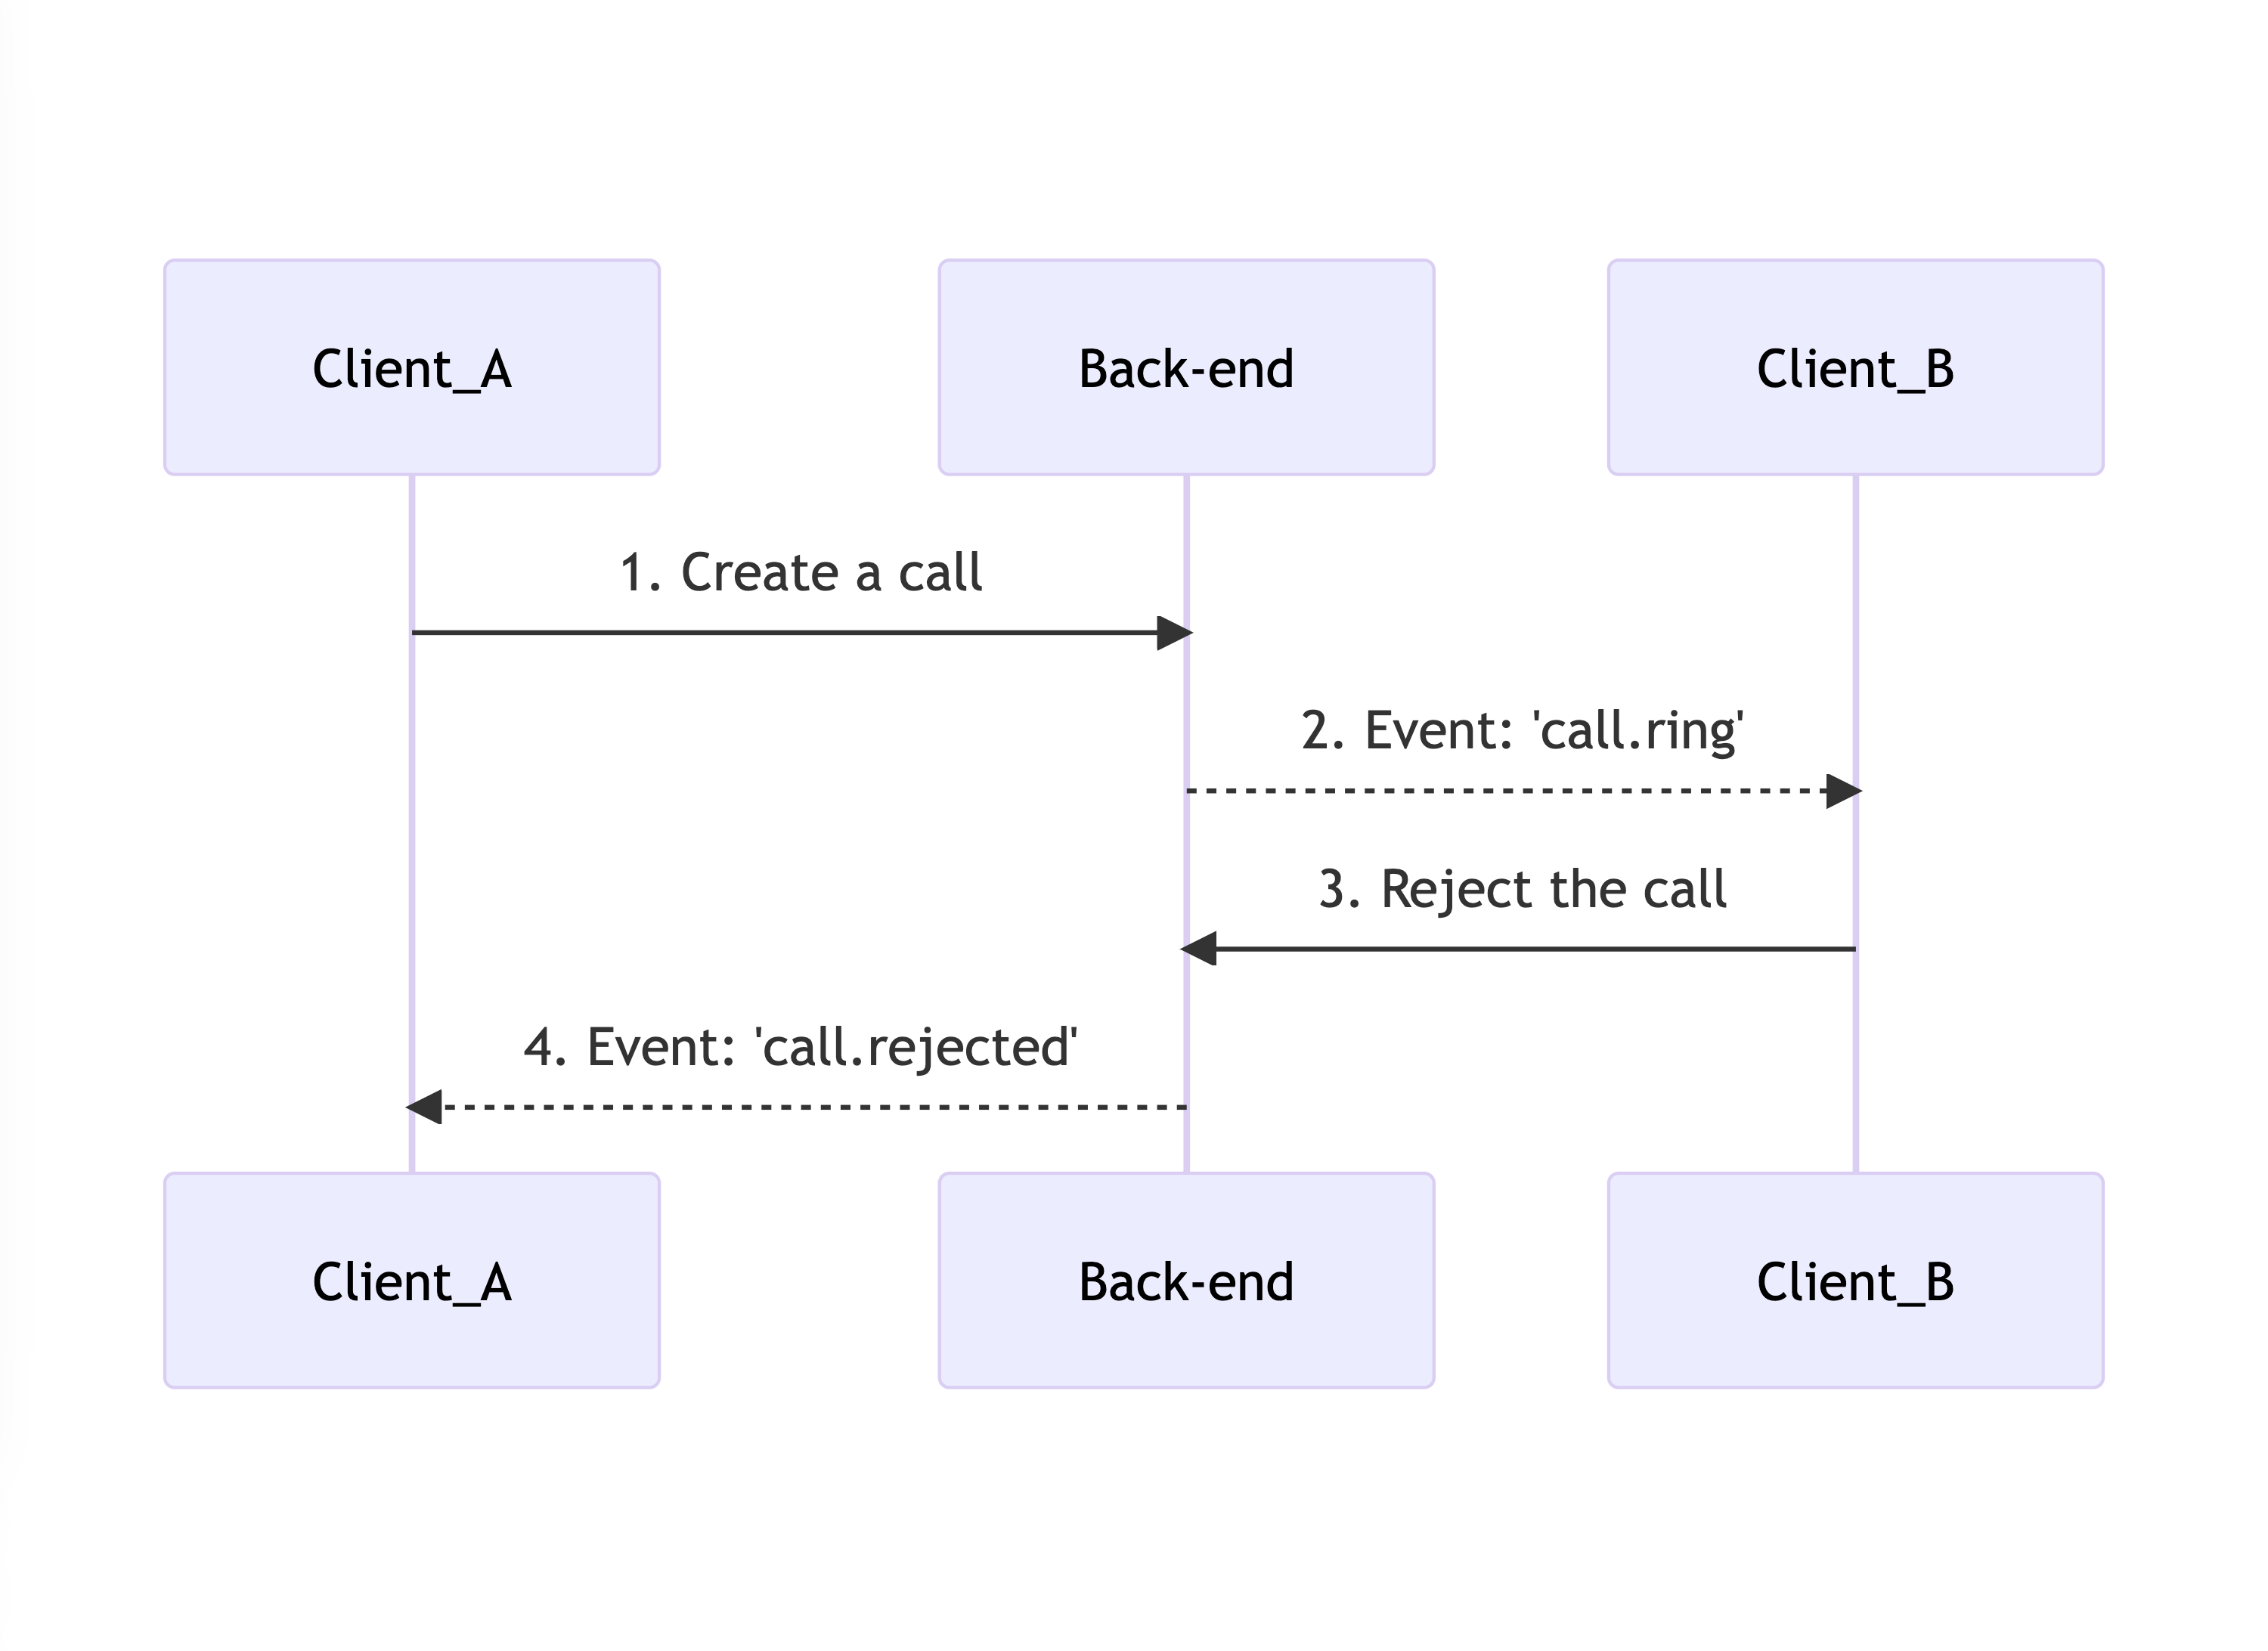 Client_A
Back-end
Client_B
1. Create a call
2. Event: 'call.ring'
3. Reject the call
4. Event: 'call.rejected'
Client_A
Back-end
Client_B